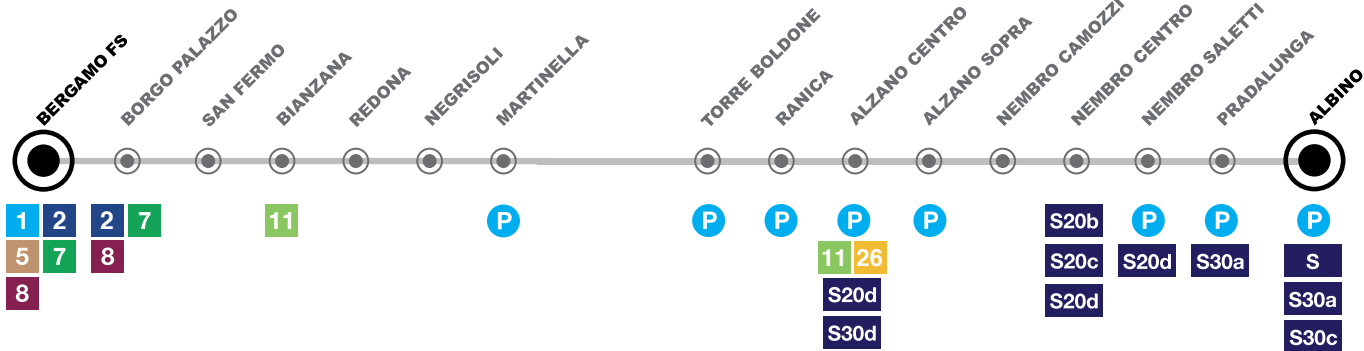 BERGAMO FS
BORGO PALAZZO
SAN FERMO
BIANZANA
REDONA
NEGRISOLI
MARTINELLA
TORRE BOLDONE
RANICA
ALZANO CENTRO
ALZANO SOPRA
NEMBRO CAMOZZI
NEMBRO CENTRO
NEMBRO SALETTI
PRADALUNGA
ALBINO
1 2
5 7
8
2 7
8
11
P
P
P
P
11 26
S20d
S30d
P
S20b
S20c
S20d
P
S20d
P
S30a
P
S
S30a
S30c